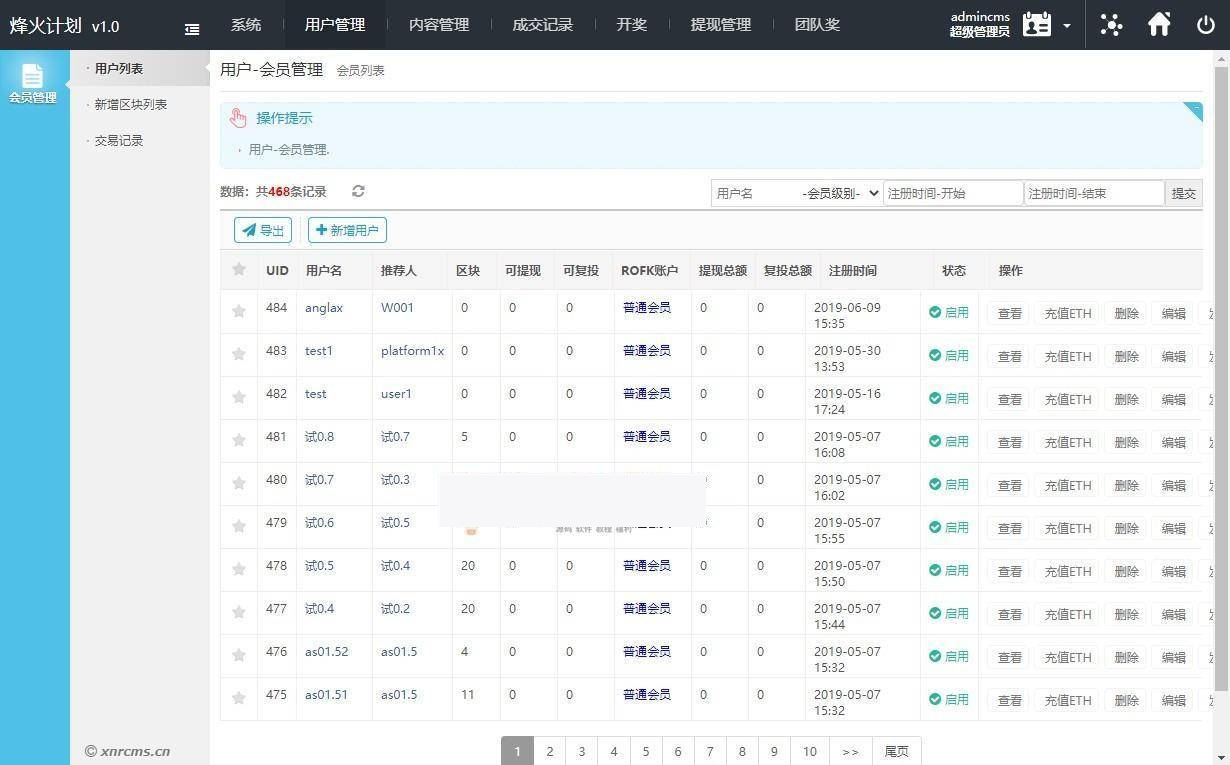 烽火计划 v1.0
系统 用户管理 内容管理 成交记录 开奖 提现管理 团队奖
admincms
超级管理员
会员管理
· 用户列表
· 新增区块列表
· 交易记录
© xnrcms.cn
用户-会员管理 会员列表
操作提示
用户-会员管理.
数据：共468条记录
用户名 -会员级别- 注册时间-开始 注册时间-结束 提交
导出 新增用户
UID 用户名 推荐人 区块 可提现 可复投 ROFK账户 提现总额 复投总额 注册时间 状态 操作
484 anglax W001 0 0 0 普通会员 0 0 2019-06-09 15:35 启用 查看 充值ETH 删除 编辑
483 test1 platform1x 0 0 0 普通会员 0 0 2019-05-30 13:53 启用 查看 充值ETH 删除 编辑
482 test user1 0 0 0 普通会员 0 0 2019-05-16 17:24 启用 查看 充值ETH 删除 编辑
481 试0.8 试0.7 5 0 0 普通会员 0 0 2019-05-07 16:08 启用 查看 充值ETH 删除 编辑
480 试0.7 试0.3 0 2019-05-07 16:02 启用 查看 充值ETH 删除 编辑
479 试0.6 试0.5 0 2019-05-07 15:55 启用 查看 充值ETH 删除 编辑
源码 软件 教程 福利
478 试0.5 试0.4 20 0 0 普通会员 0 0 2019-05-07 15:50 启用 查看 充值ETH 删除 编辑
477 试0.4 试0.2 20 0 0 普通会员 0 0 2019-05-07 15:44 启用 查看 充值ETH 删除 编辑
476 as01.52 as01.5 4 0 0 普通会员 0 0 2019-05-07 15:32 启用 查看 充值ETH 删除 编辑
475 as01.51 as01.5 11 0 0 普通会员 0 0 2019-05-07 15:32 启用 查看 充值ETH 删除 编辑
1 2 3 4 5 6 7 8 9 10 >> 尾页